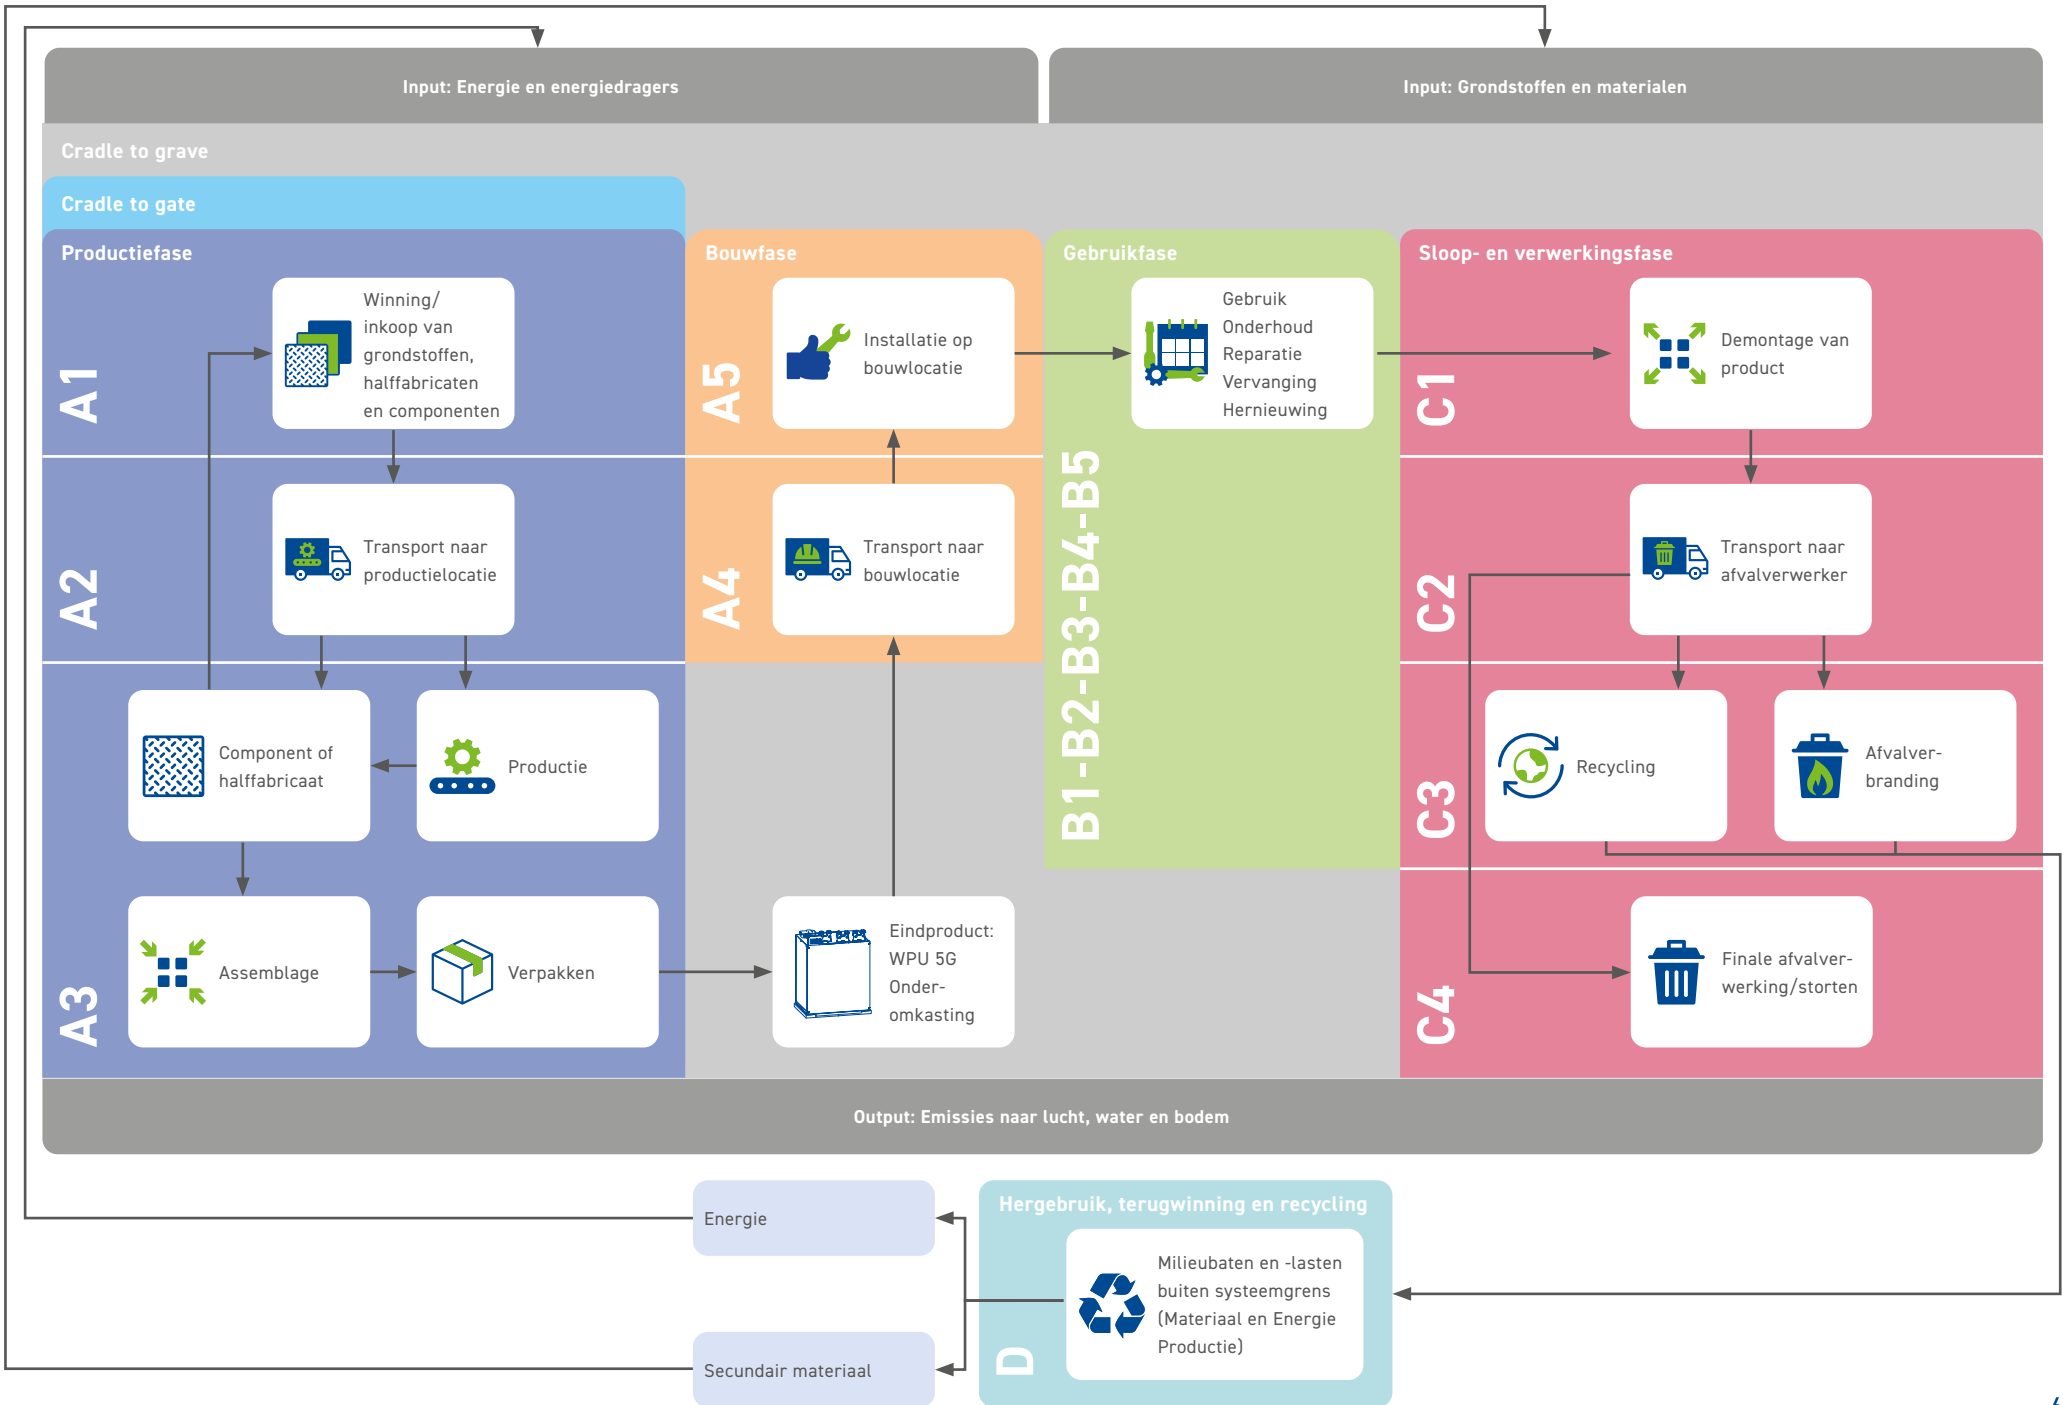 Input: Energie en energiedragers
Input: Grondstoffen en materialen
Cradle to grave
Cradle to gate
Productiefase
A1
Winning/
inkoop van
grondstoffen,
halffabricaten
en componenten
A2
Transport naar
productielocatie
A3
Component of
halffabricaat
Productie
Assemblage
Verpakken
Bouwfase
A5
Installatie op
bouwlocatie
A4
Transport naar
bouwlocatie
Eindproduct:
WPU 5G
Onder-
omkasting
Gebruikfase
B1-B2-B3-B4-B5
Gebruik
Onderhoud
Reparatie
Vervanging
Hernieuwing
Sloop- en verwerkingsfase
C1
Demontage van
product
C2
Transport naar
afvalverwerker
C3
Recycling
Afvalver-
branding
C4
Finale afvalver-
werking/storten
Output: Emissies naar lucht, water en bodem
Energie
Secundair materiaal
Hergebruik, terugwinning en recycling
D
Milieubaten en -lasten
buiten systeemgrens
(Materiaal en Energie
Productie)